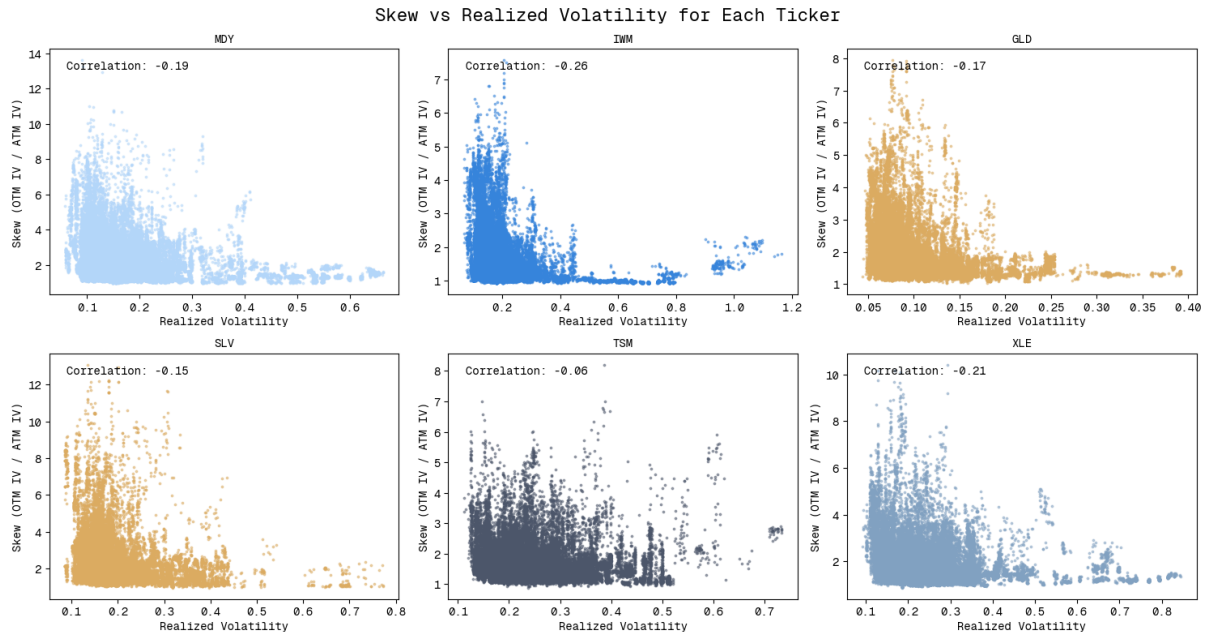 Skew vs Realized Volatility for Each Ticker
MDY
Correlation: -0.19
Skew (OTM IV / ATM IV)
14
12
10
8
6
4
2
0.1 0.2 0.3 0.4 0.5 0.6
Realized Volatility
IWM
Correlation: -0.26
Skew (OTM IV / ATM IV)
7
6
5
4
3
2
1
0.2 0.4 0.6 0.8 1.0 1.2
Realized Volatility
GLD
Correlation: -0.17
Skew (OTM IV / ATM IV)
8
7
6
5
4
3
2
1
0.05 0.10 0.15 0.20 0.25 0.30 0.35 0.40
Realized Volatility
SLV
Correlation: -0.15
Skew (OTM IV / ATM IV)
12
10
8
6
4
2
0.1 0.2 0.3 0.4 0.5 0.6 0.7 0.8
Realized Volatility
TSM
Correlation: -0.06
Skew (OTM IV / ATM IV)
8
7
6
5
4
3
2
1
0.1 0.2 0.3 0.4 0.5 0.6 0.7
Realized Volatility
XLE
Correlation: -0.21
Skew (OTM IV / ATM IV)
10
8
6
4
2
0.1 0.2 0.3 0.4 0.5 0.6 0.7 0.8
Realized Volatility